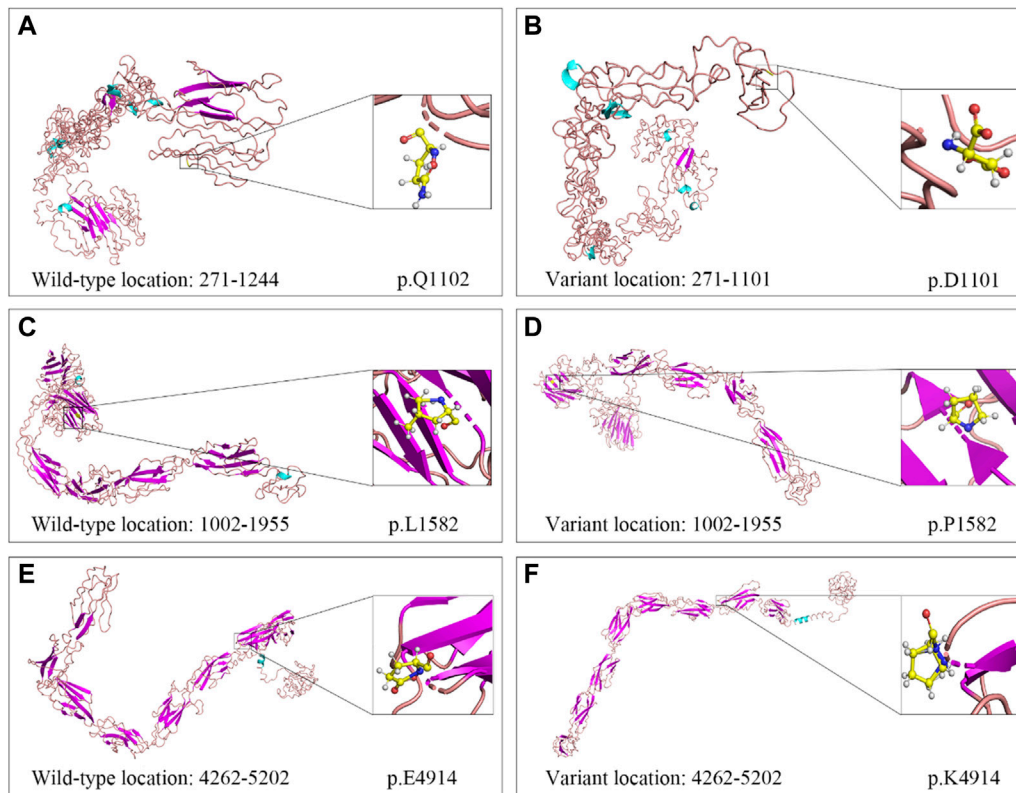 A
B
Wild-type location: 271-1244
p.Q1102
Variant location: 271-1101
p.D1101
C
D
Wild-type location: 1002-1955
p.L1582
Variant location: 1002-1955
p.P1582
E
F
Wild-type location: 4262-5202
p.E4914
Variant location: 4262-5202
p.K4914